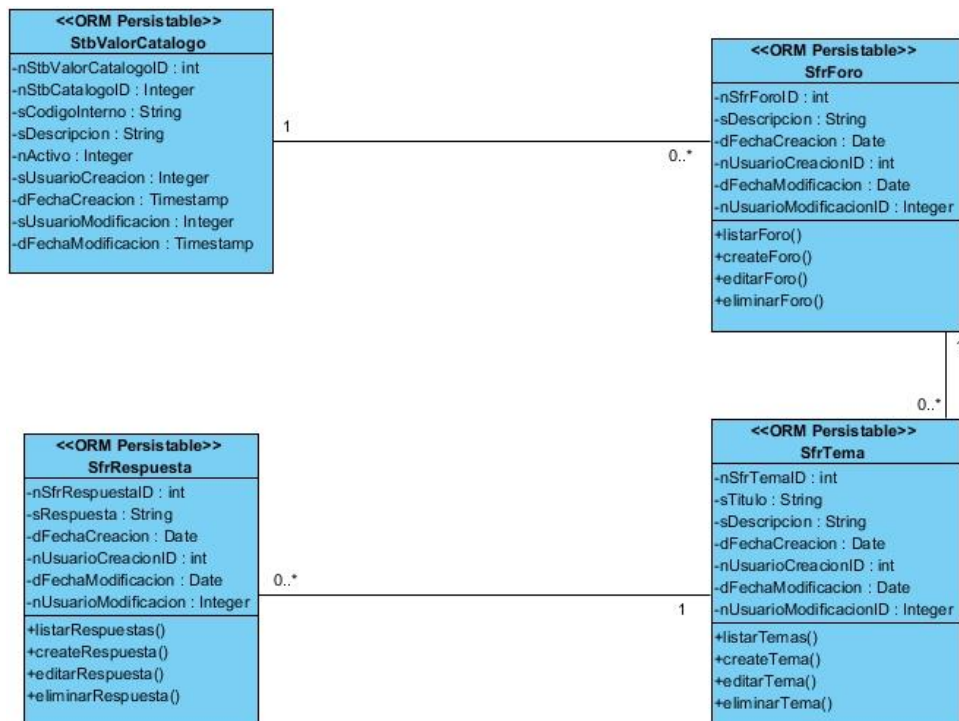 <<ORM Persistable>>
StbValorCatalogo
-nStbValorCatalogoID : int
-nStbCatalogoID : Integer
-sCodigoInterno : String
-sDescripcion : String
-nActivo : Integer
-sUsuarioCreacion : Integer
-dFechaCreacion : Timestamp
-sUsuarioModificacion : Integer
-dFechaModificacion : Timestamp
1
0..*
<<ORM Persistable>>
SfrForo
-nSfrForoID : int
-sDescripcion : String
-dFechaCreacion : Date
-nUsuarioCreacionID : int
-dFechaModificacion : Date
-nUsuarioModificacionID : Integer
+listarForo()
+createForo()
+editarForo()
+eliminarForo()
1
0..*
<<ORM Persistable>>
SfrTema
-nSfrTemaID : int
-sTitulo : String
-sDescripcion : String
-dFechaCreacion : Date
-nUsuarioCreacionID : int
-dFechaModificacion : Date
-nUsuarioModificacionID : Integer
+listarTemas()
+createTema()
+editarTema()
+eliminarTema()
1
0..*
<<ORM Persistable>>
SfrRespuesta
-nSfrRespuestaID : int
-sRespuesta : String
-dFechaCreacion : Date
-nUsuarioCreacionID : int
-dFechaModificacion : Date
-nUsuarioModificacion : Integer
+listarRespuestas()
+createRespuesta()
+editarRespuesta()
+eliminarRespuesta()